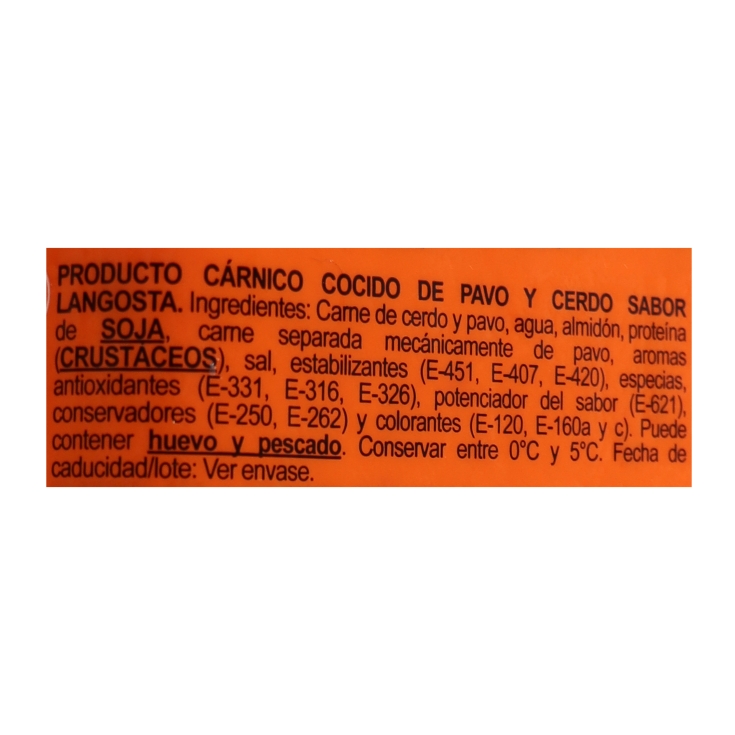 PRODUCTO CÁRNICO COCIDO DE PAVO Y CERDO SABOR
LANGOSTA. Ingredientes: Carne de cerdo y pavo, agua, almidón, proteína
de SOJA, carne separada mecánicamente de pavo, aromas
(CRUSTÁCEOS), sal, estabilizantes (E-451, E-407, E-420), especias,
antioxidantes (E-331, E-316, E-326), potenciador del sabor (E-621),
conservadores (E-250, E-262) y colorantes (E-120, E-160a y c). Puede
contener huevo y pescado. Conservar entre 0°C y 5°C. Fecha de
caducidad/lote: Ver envase.